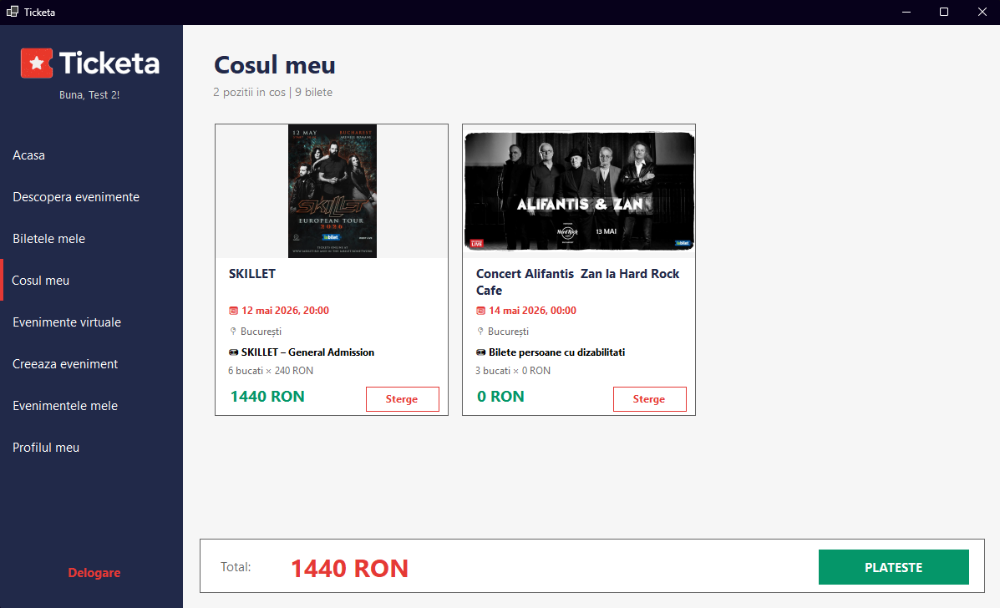 Ticketa
Ticketa
Buna, Test 2!
Acasa
Descopera evenimente
Biletele mele
Cosul meu
Evenimente virtuale
Creeaza eveniment
Evenimentele mele
Profilul meu
Delogare
Cosul meu
2 pozitii in cos | 9 bilete
12 MAY
BUCHAREST
SKILLET
EUROPEAN TOUR
2026
iabilet
SKILLET
12 mai 2026, 20:00
București
SKILLET – General Admission
6 bucati × 240 RON
1440 RON
Sterge
ALIFANTIS & ZAN
Hard Rock
CAFE
13 MAI
LIVE
iabilet
Concert Alifantis  Zan la Hard Rock
Cafe
14 mai 2026, 00:00
București
Bilete persoane cu dizabilitati
3 bucati × 0 RON
0 RON
Sterge
Total:
1440 RON
PLATESTE